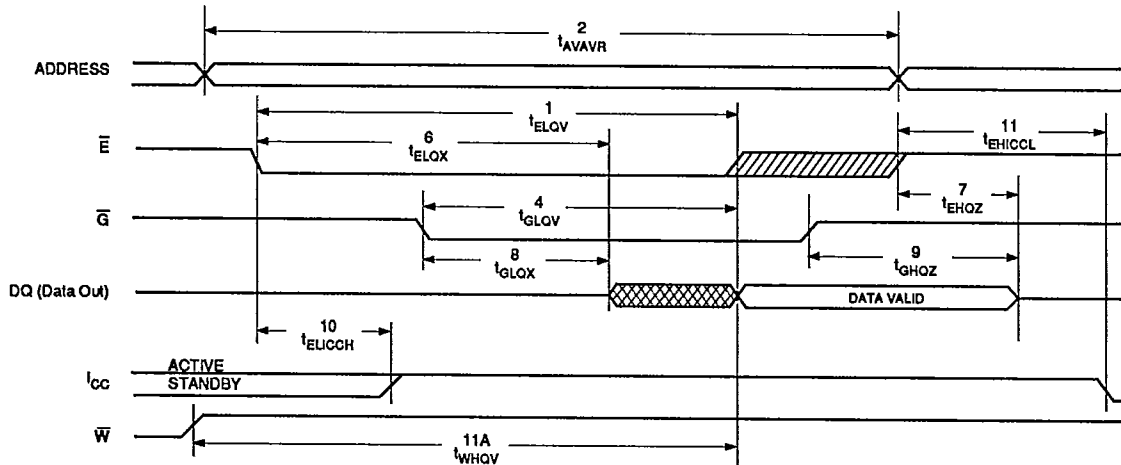 2
tAVAVR
ADDRESS
1
tELQV
6
tELQX
11
tEHICCL
E
4
tGLQV
7
tEHQZ
G
8
tGLQX
9
tGHQZ
DQ (Data Out)
DATA VALID
10
tELICCH
ACTIVE
ICC
STANDBY
W
11A
tWHQV